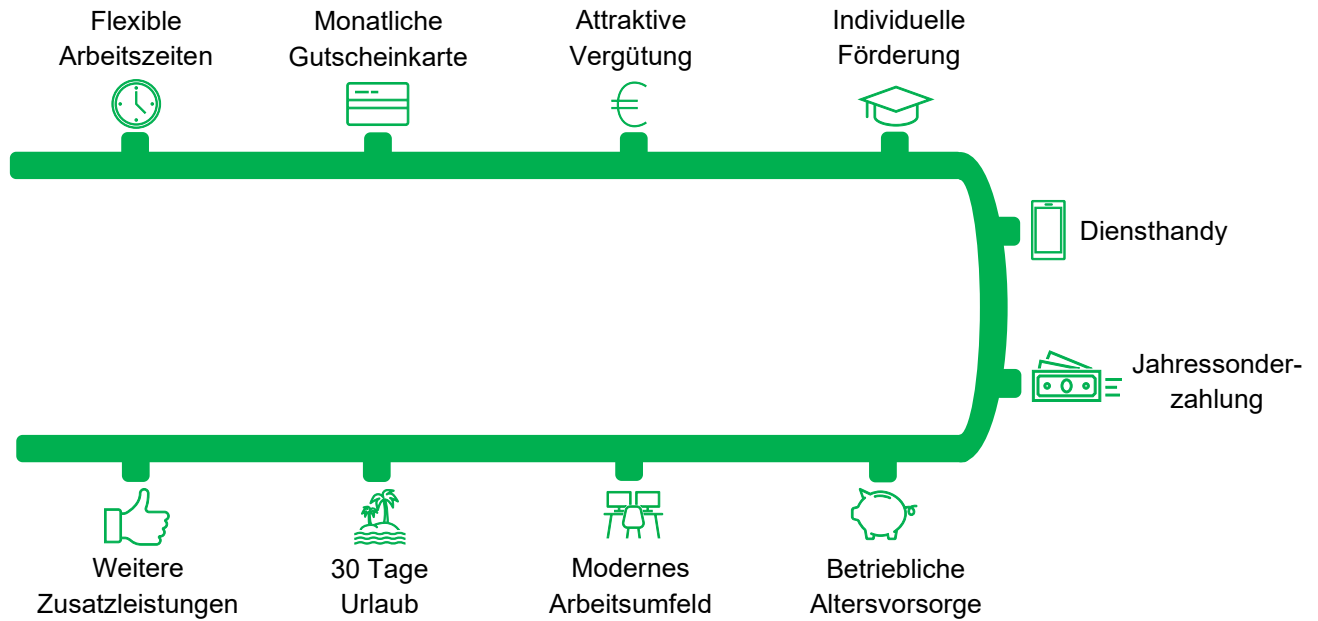 Flexible
Arbeitszeiten
Monatliche
Gutscheinkarte
Attraktive
Vergütung
Individuelle
Förderung
Diensthandy
Jahressonder-
zahlung
Weitere
Zusatzleistungen
30 Tage
Urlaub
Modernes
Arbeitsumfeld
Betriebliche
Altersvorsorge